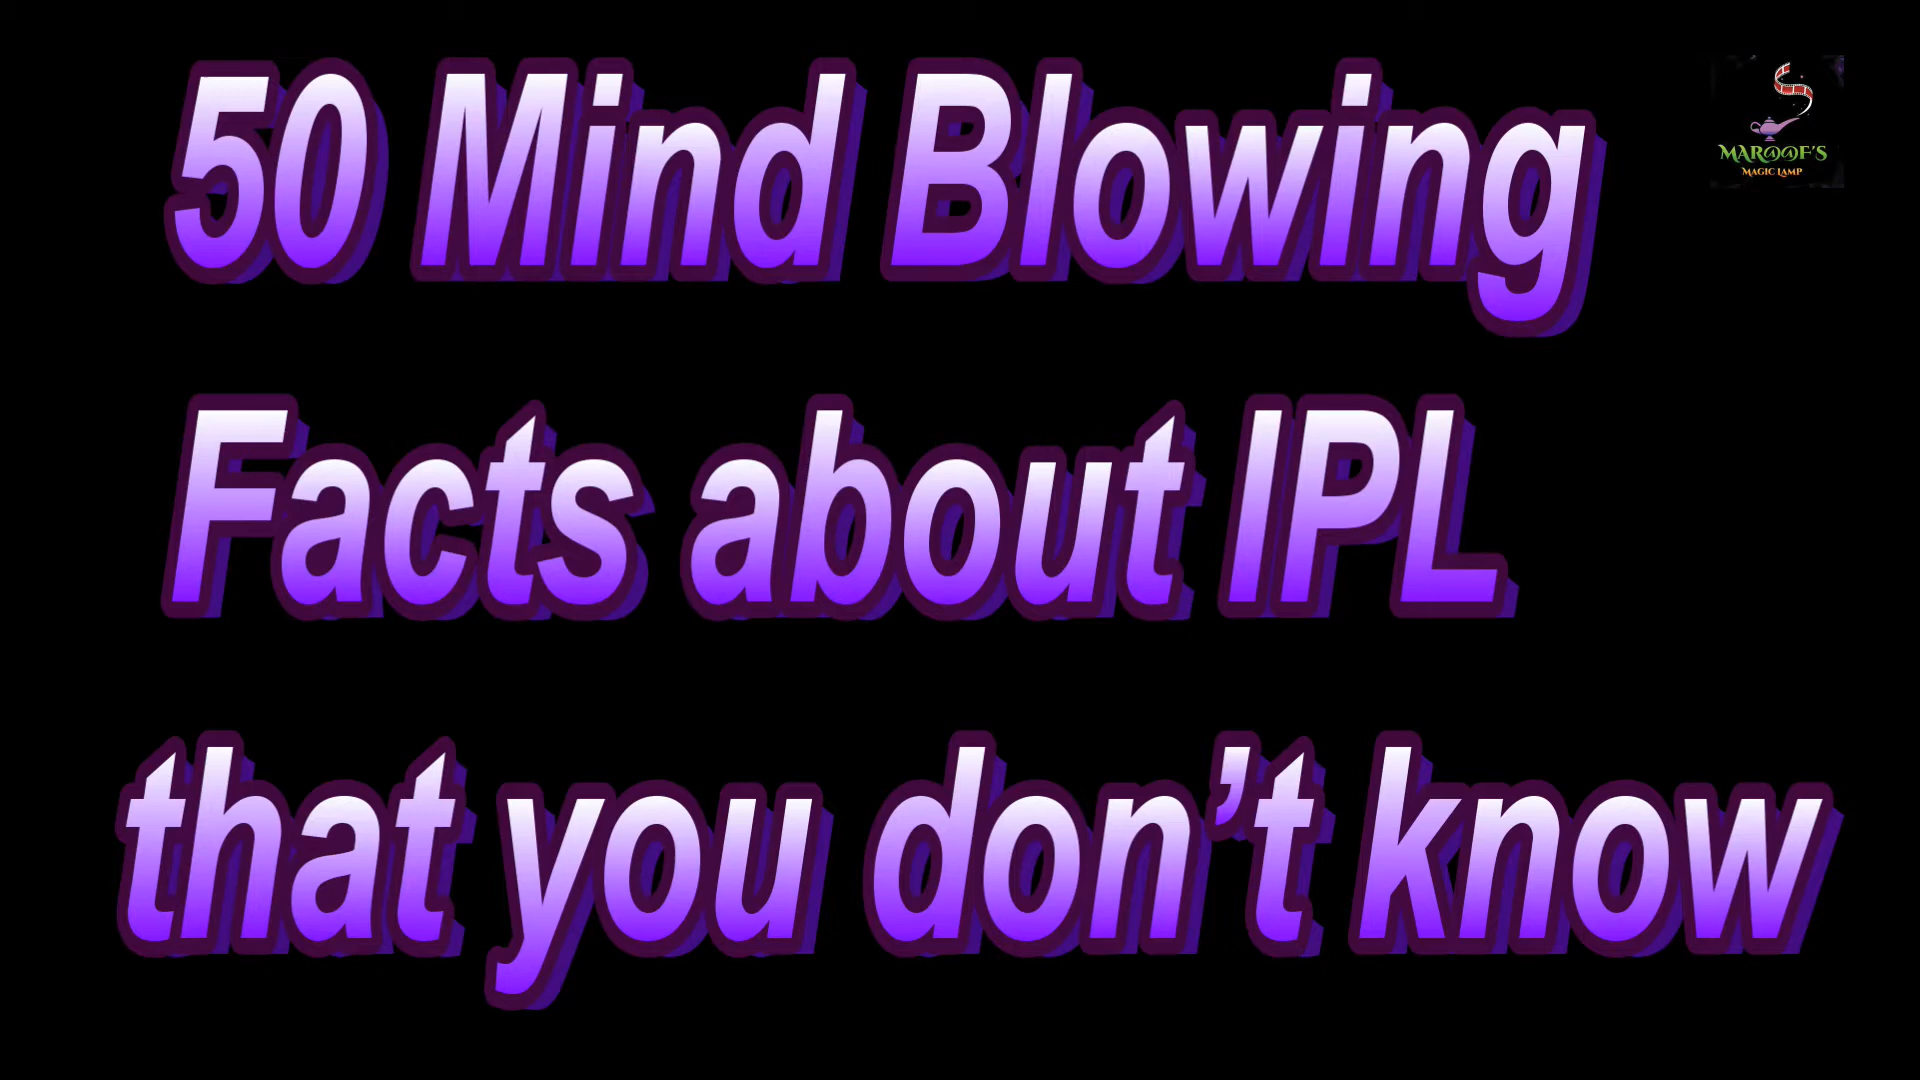 50 Mind Blowing
Facts about IPL
that you don’t know
MAR@@F'S
MAGIC LAMP